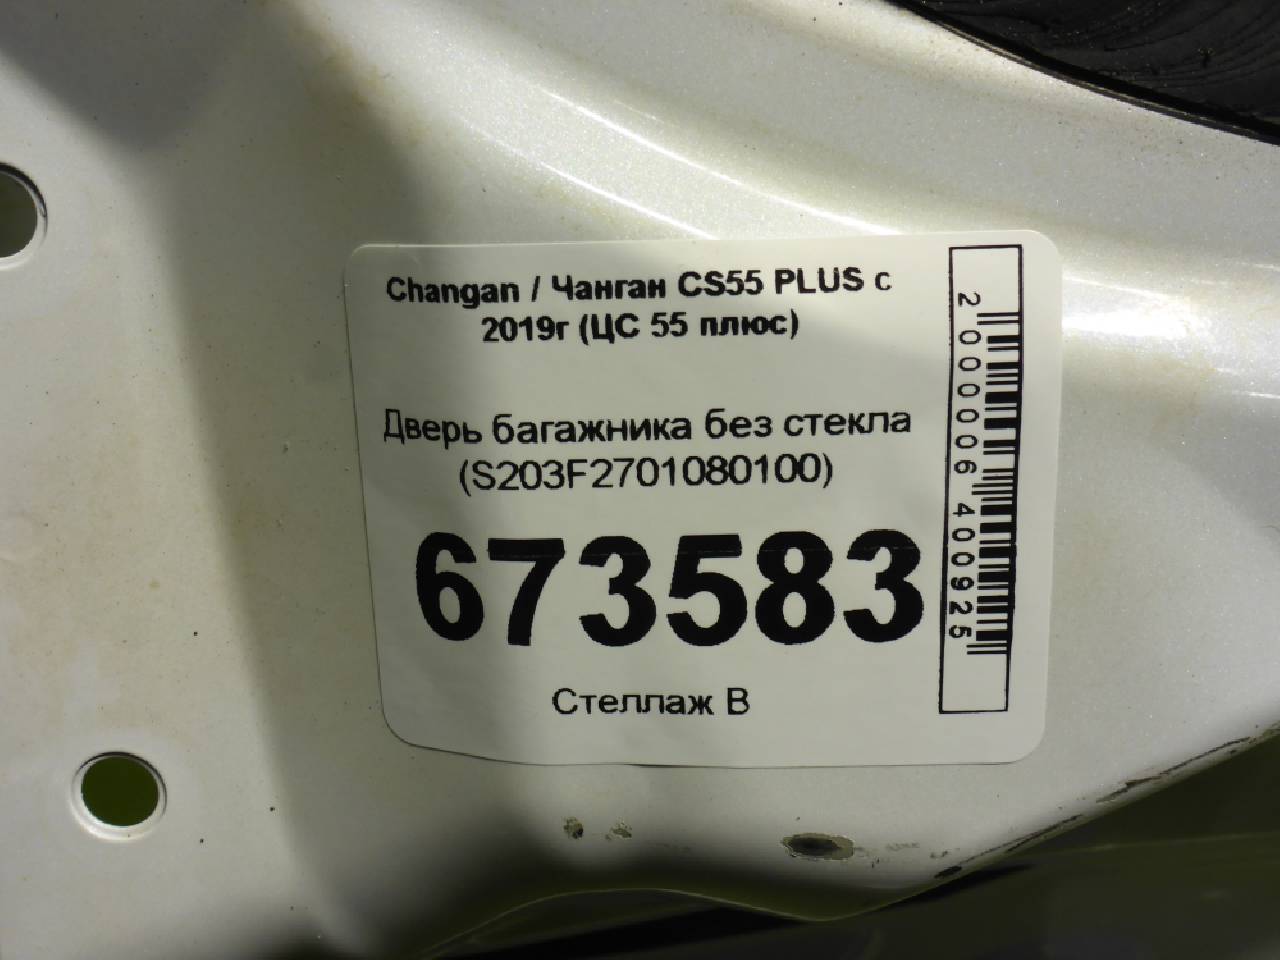 Changan / Чанган CS55 PLUS с
2019г (ЦС 55 плюс)
Дверь багажника без стекла
(S203F2701080100)
673583
Стеллаж В
2000006400925